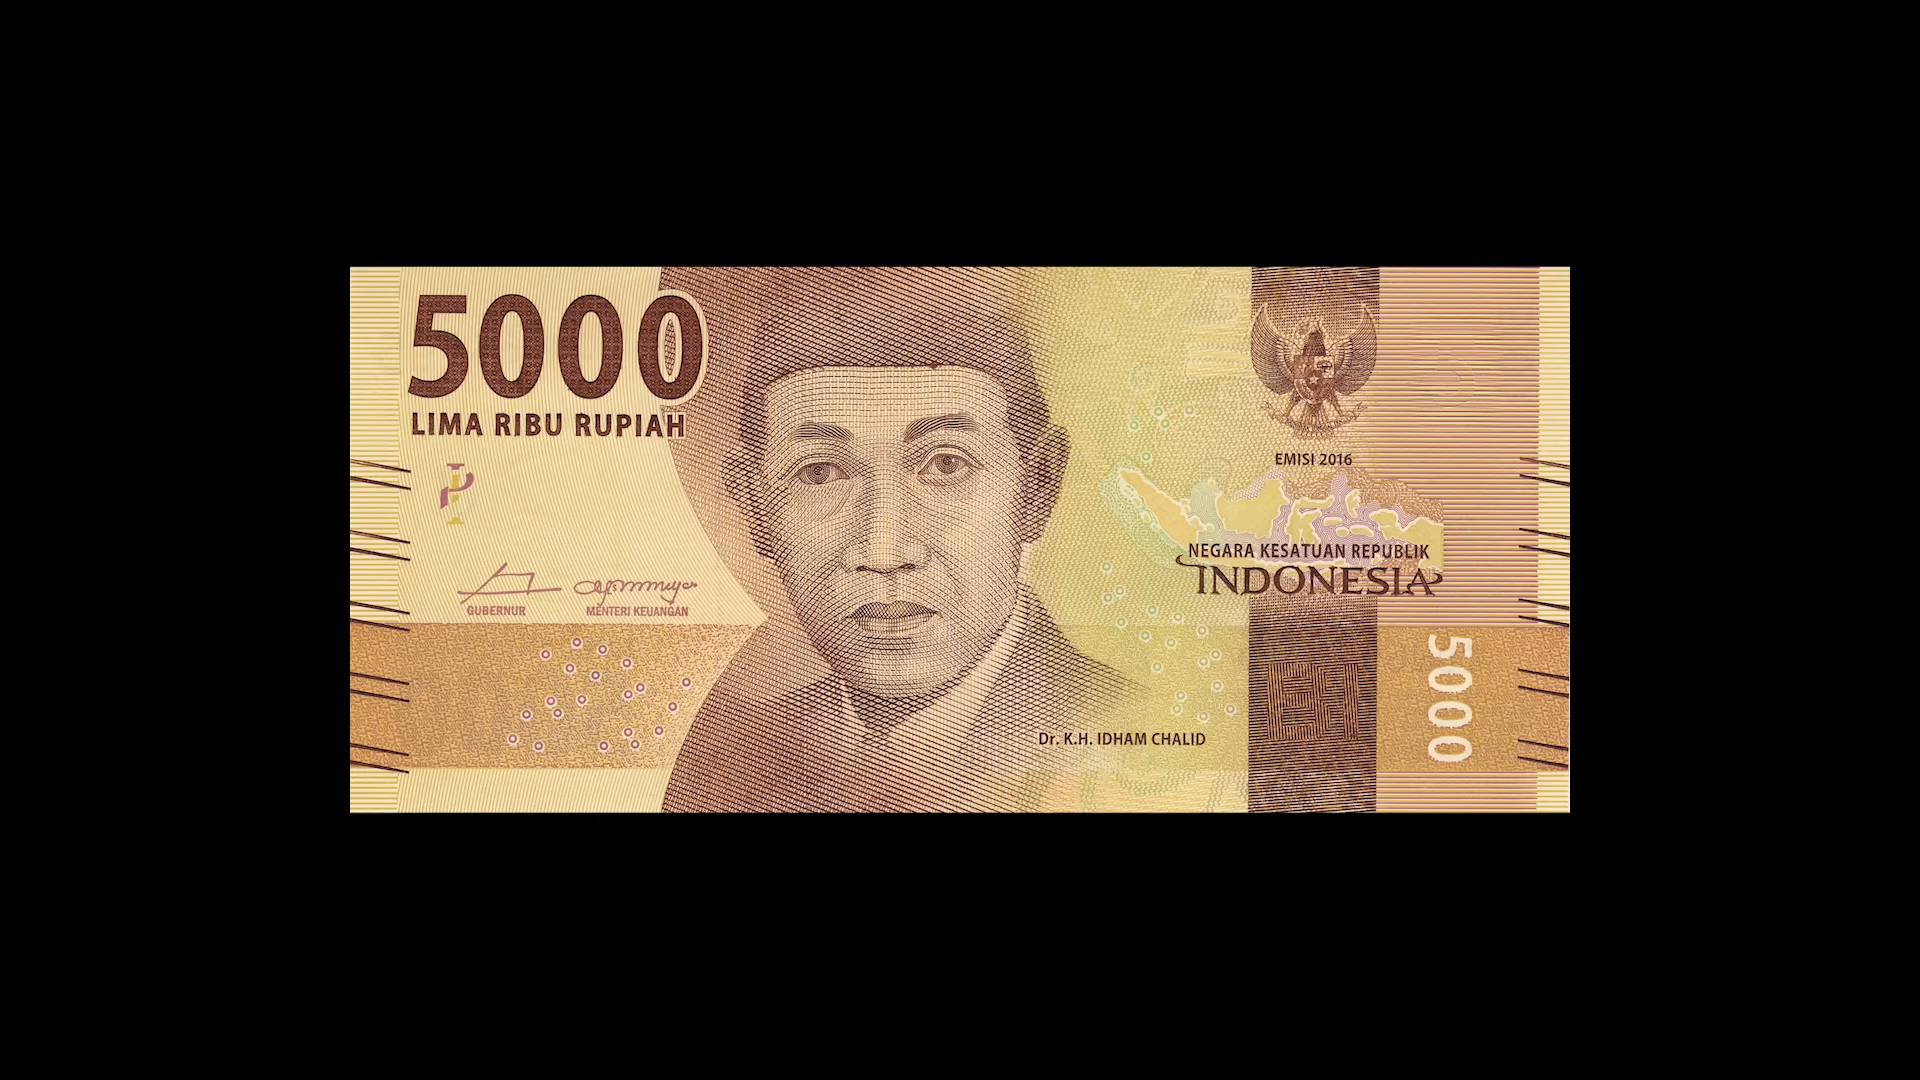 5000
LIMA RIBU RUPIAH
GUBERNUR
MENTERI KEUANGAN
EMISI 2016
NEGARA KESATUAN REPUBLIK
INDONESIA
5000
Dr. K.H. IDHAM CHALID